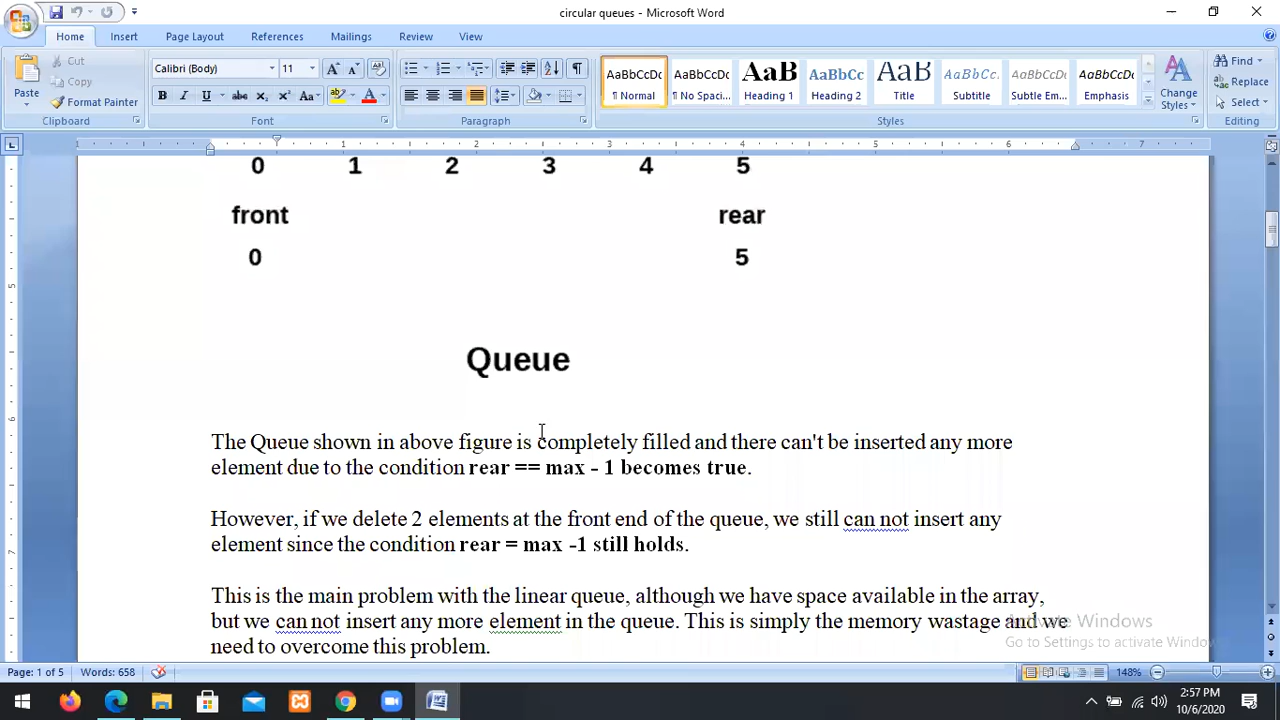 circular queues - Microsoft Word
Home Insert Page Layout References Mailings Review View
Paste
Cut
Copy
Format Painter
Clipboard
Calibri (Body) 11
Font
Paragraph
AaBbCcDc AaBbCcDc AaB AaBbCc AaB AaBbCc. AaBbCcDc AaBbCcDc
¶ Normal ¶ No Spaci... Heading 1 Heading 2 Title Subtitle Subtle Em... Emphasis
Change Styles
Styles
Find
Replace
Select
Editing
1 1 2 3 4 5 6 7
0 1 2 3 4 5
front rear
0 5
Queue
The Queue shown in above figure is completely filled and there can't be inserted any more
element due to the condition rear == max - 1 becomes true.
However, if we delete 2 elements at the front end of the queue, we still can not insert any
element since the condition rear = max -1 still holds.
This is the main problem with the linear queue, although we have space available in the array,
but we can not insert any more element in the queue. This is simply the memory wastage and we
need to overcome this problem.
Activate Windows
Go to Settings to activate Windows.
Page: 1 of 5 Words: 658 148%
2:57 PM
10/6/2020